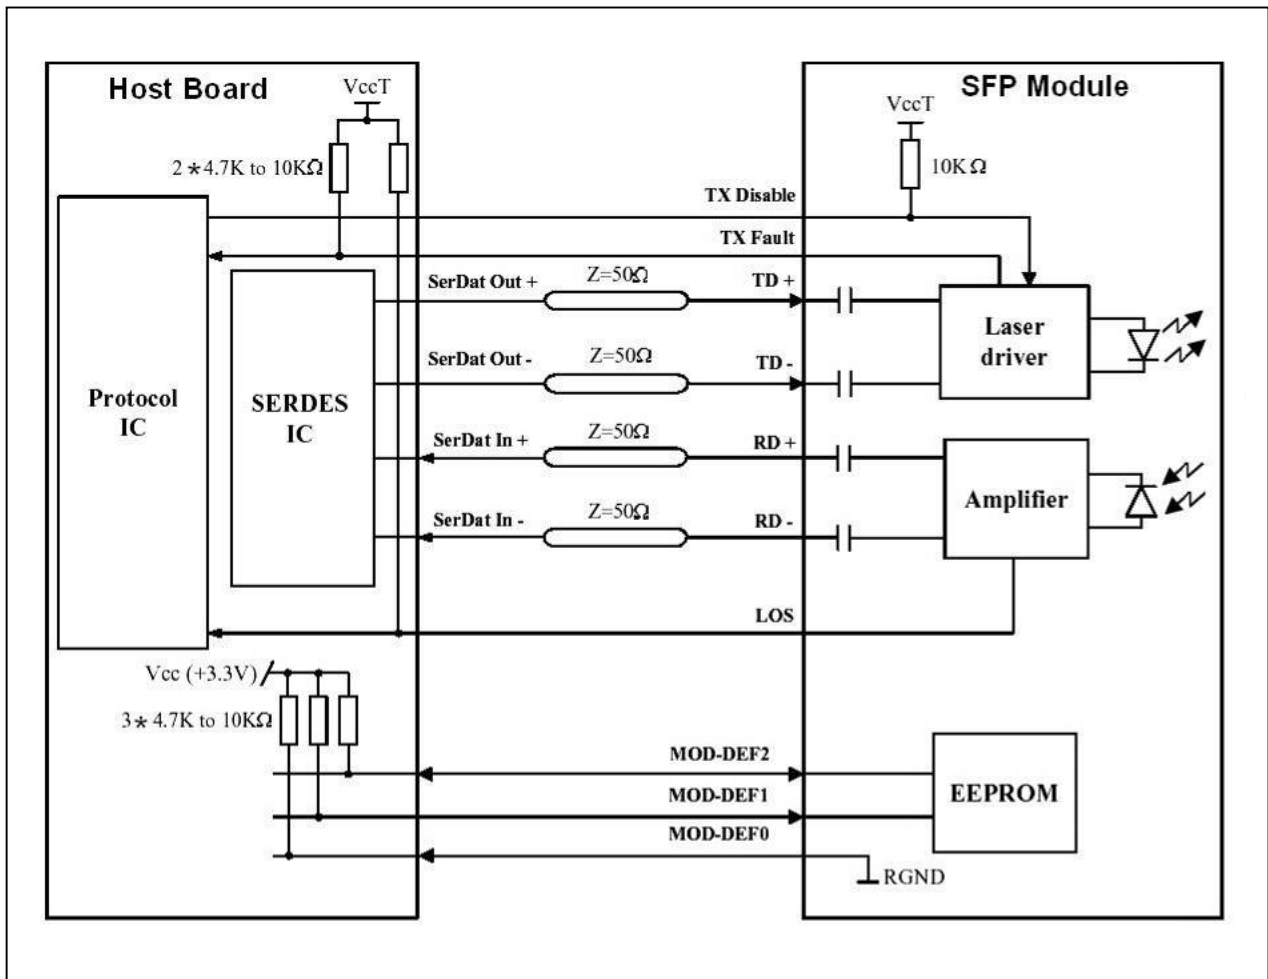 Host Board
SFP Module
VccT
VccT
2*4.7K to 10KΩ
10KΩ
TX Disable
TX Fault
SerDat Out +
Z=50Ω
TD +
Laser
driver
SerDat Out -
Z=50Ω
TD -
Protocol
IC
SERDES
IC
SerDat In +
Z=50Ω
RD +
Amplifier
SerDat In -
Z=50Ω
RD -
LOS
Vcc (+3.3V)
3*4.7K to 10KΩ
MOD-DEF2
MOD-DEF1
MOD-DEF0
EEPROM
RGND